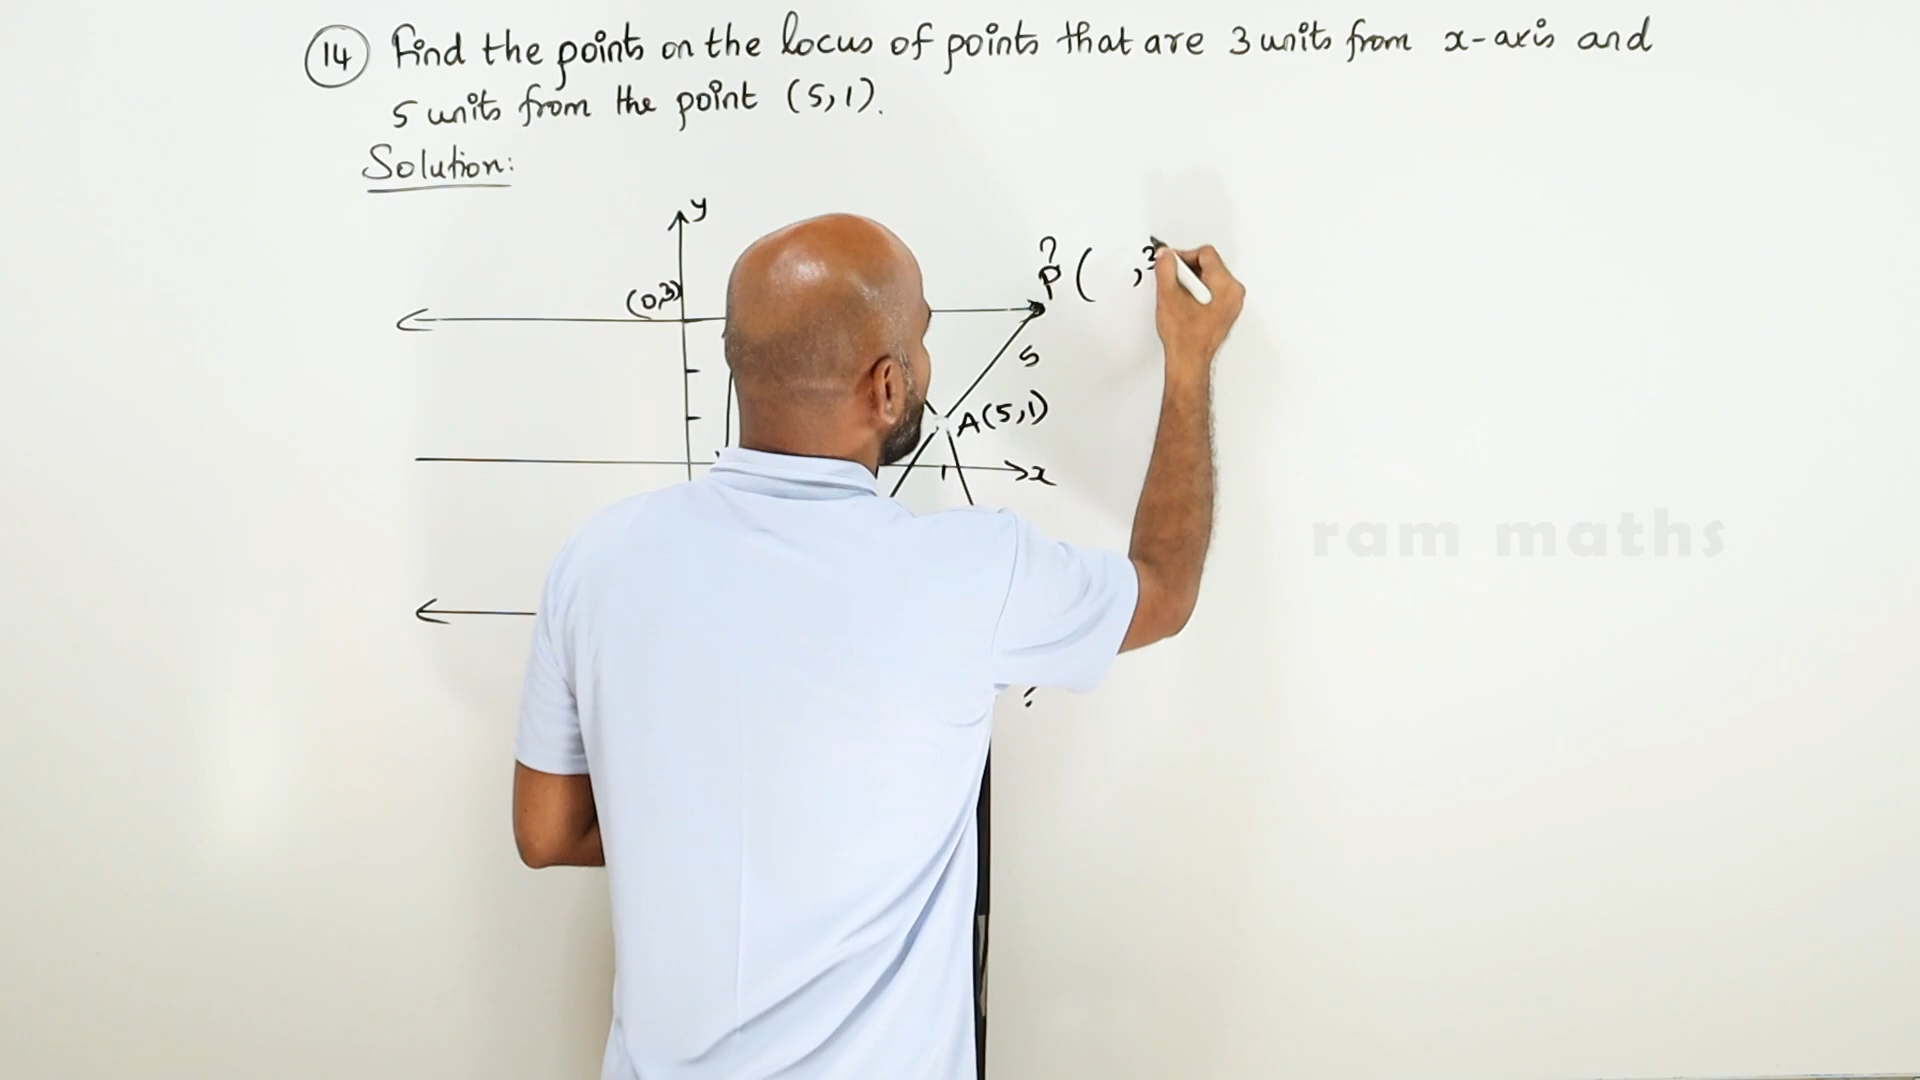 14 Find the points on the locus of points that are 3 units from x-axis and
5 units from the point (5,1).
Solution:
y
?
P ( , 3
(0,3)
5
A(5,1)
x
ram maths
?